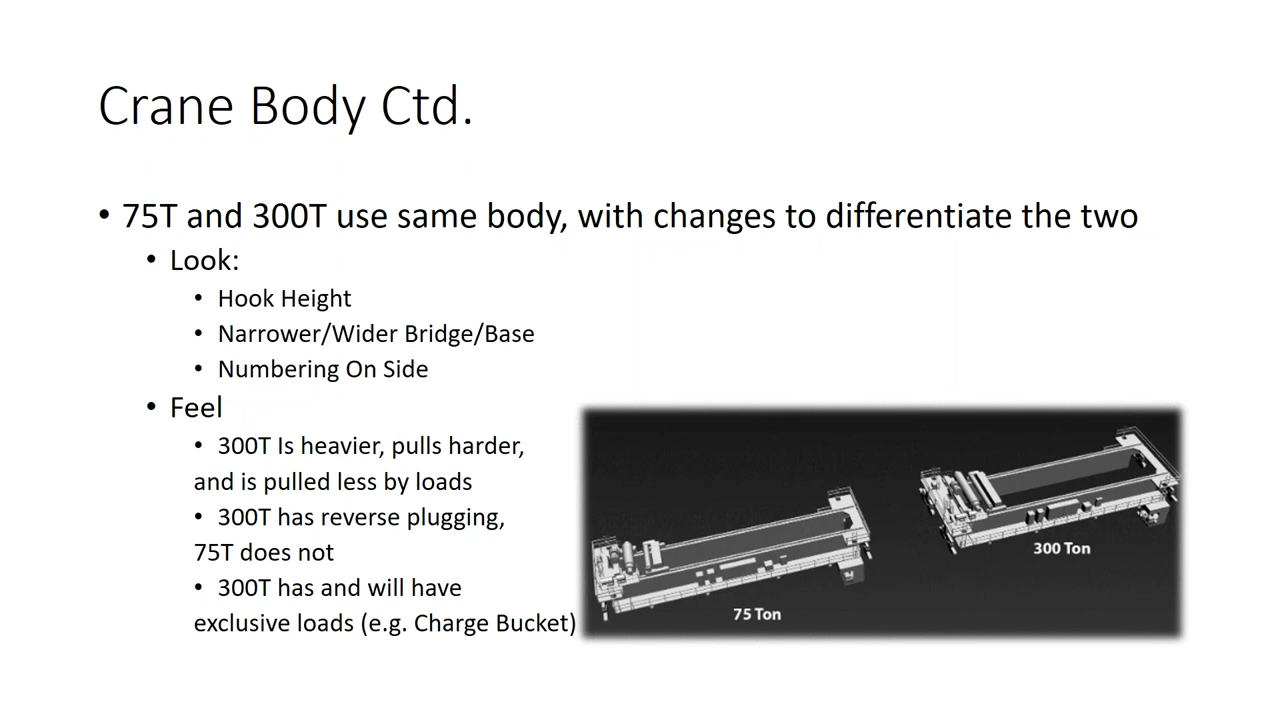 Crane Body Ctd.
• 75T and 300T use same body, with changes to differentiate the two
• Look:
• Hook Height
• Narrower/Wider Bridge/Base
• Numbering On Side
• Feel
• 300T Is heavier, pulls harder,
and is pulled less by loads
• 300T has reverse plugging,
75T does not
• 300T has and will have
exclusive loads (e.g. Charge Bucket)
300 Ton
75 Ton